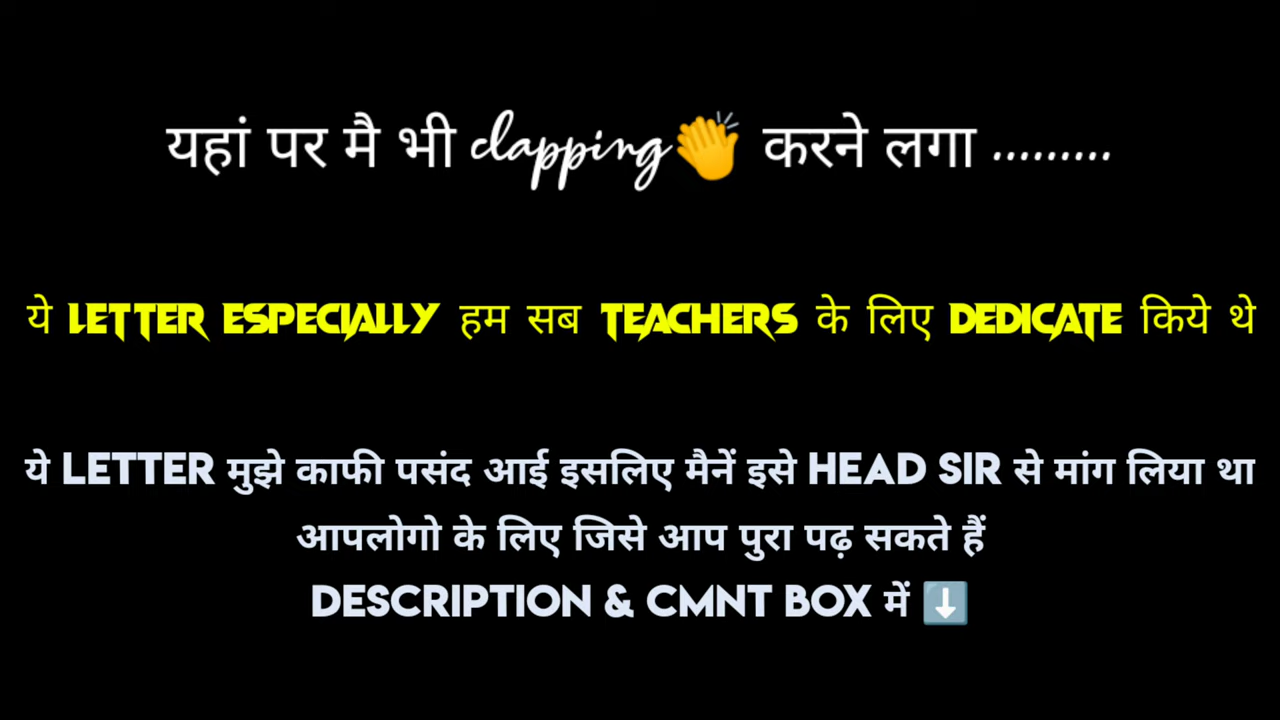 यहां पर मै भी clapping👏 करने लगा .........
ये LETTER ESPECIALLY हम सब TEACHERS के लिए DEDICATE किये थे
ये LETTER मुझे काफी पसंद आई इसलिए मैनें इसे HEAD SIR से मांग लिया था
आपलोगो के लिए जिसे आप पुरा पढ़ सकते हैं
DESCRIPTION & CMNT BOX में ⬇️